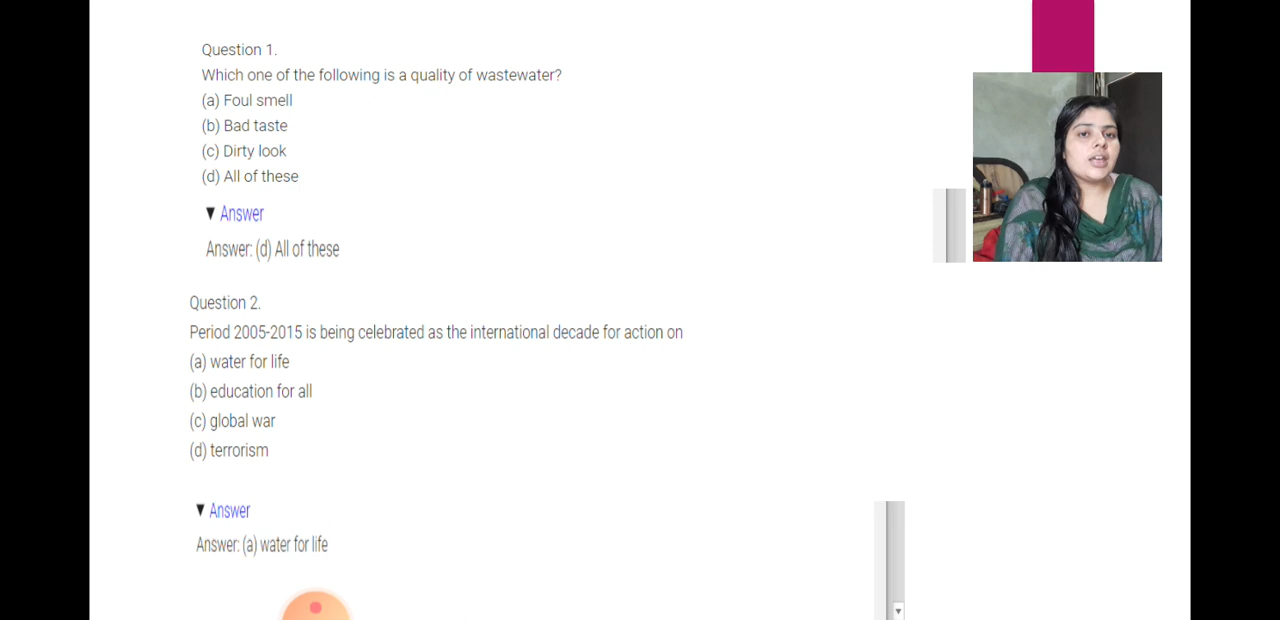 Question 1.
Which one of the following is a quality of wastewater?
(a) Foul smell
(b) Bad taste
(c) Dirty look
(d) All of these
▼ Answer
Answer: (d) All of these
Question 2.
Period 2005-2015 is being celebrated as the international decade for action on
(a) water for life
(b) education for all
(c) global war
(d) terrorism
▼ Answer
Answer: (a) water for life